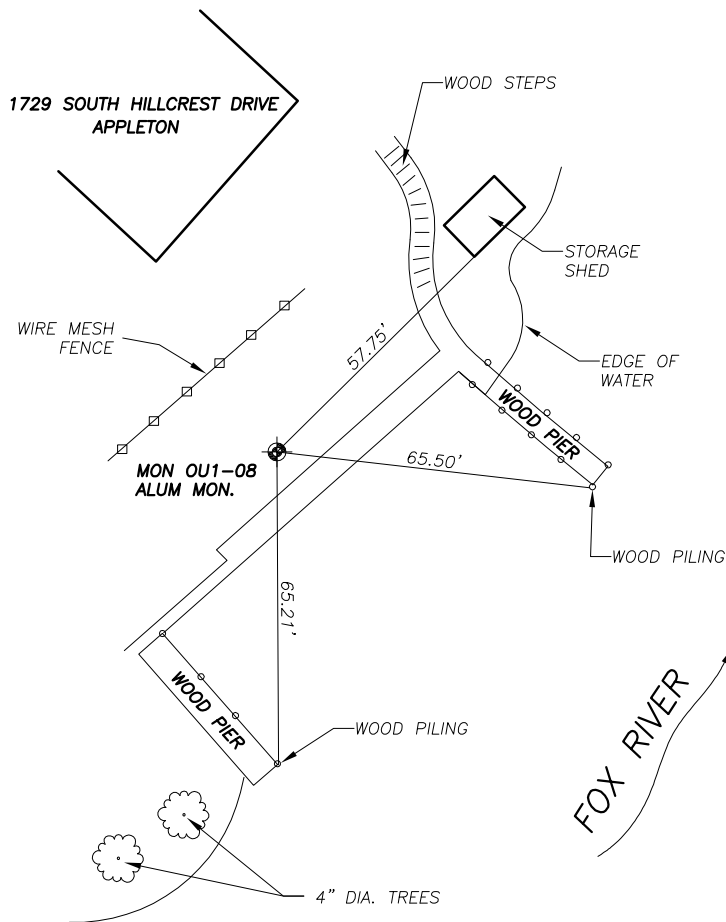 1729 SOUTH HILLCREST DRIVE
APPLETON
WOOD STEPS
STORAGE
SHED
WIRE MESH
FENCE
57.75'
EDGE OF
WATER
WOOD PIER
MON OU1-08
ALUM MON.
65.50'
WOOD PILING
65.21'
WOOD PIER
WOOD PILING
FOX RIVER
4" DIA. TREES